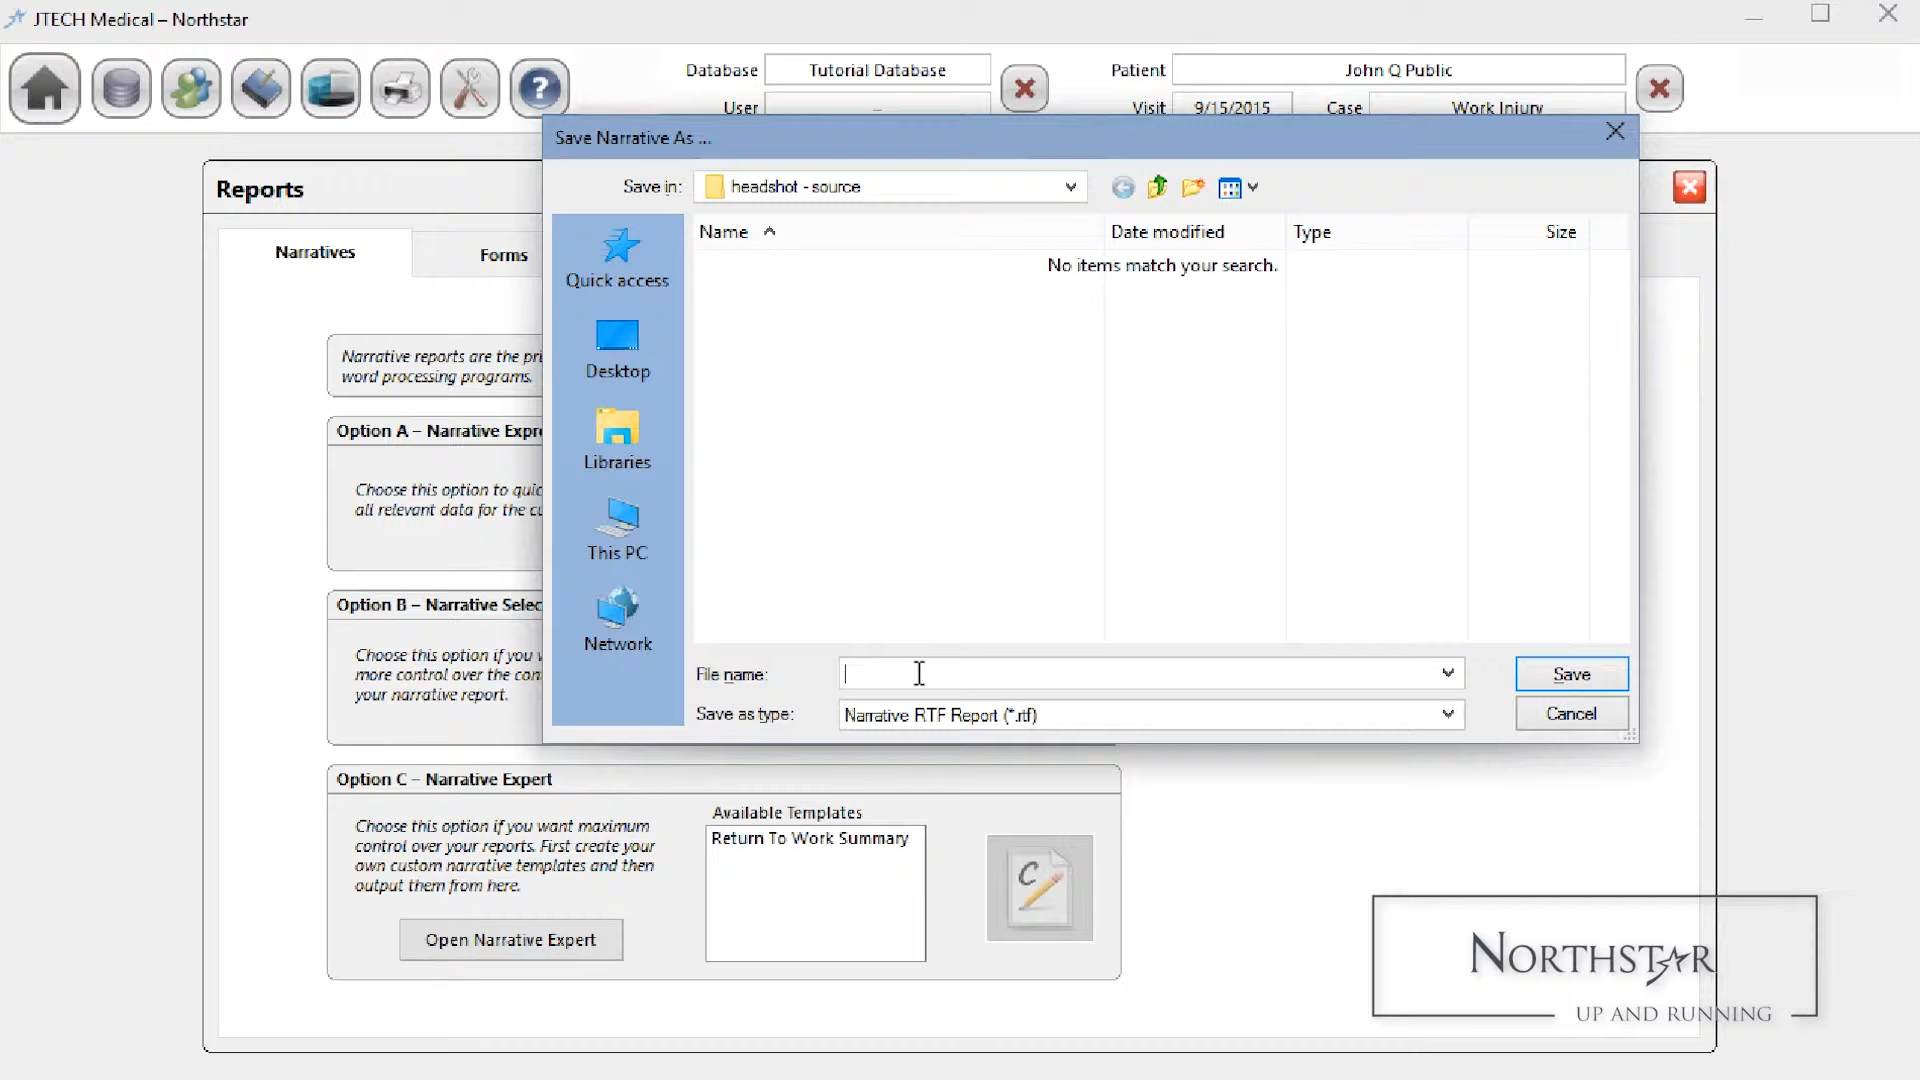 JTECH Medical – Northstar
Database Tutorial Database
Patient John Q Public
User –
Visit 9/15/2015 Case Work Injury
Save Narrative As ...
Save in: headshot - source
Reports
Name Date modified Type Size
No items match your search.
Narratives
Forms
Quick access
Desktop
Libraries
This PC
Network
Narrative reports are the pri
word processing programs.
Option A – Narrative Expre
Choose this option to quic
all relevant data for the cu
Option B – Narrative Selec
Choose this option if you w
more control over the con
your narrative report.
File name:
Save
Save as type: Narrative RTF Report (*.rtf)
Cancel
Option C – Narrative Expert
Choose this option if you want maximum
control over your reports. First create your
own custom narrative templates and then
output them from here.
Open Narrative Expert
Available Templates
Return To Work Summary
C
NORTHSTAR
UP AND RUNNING